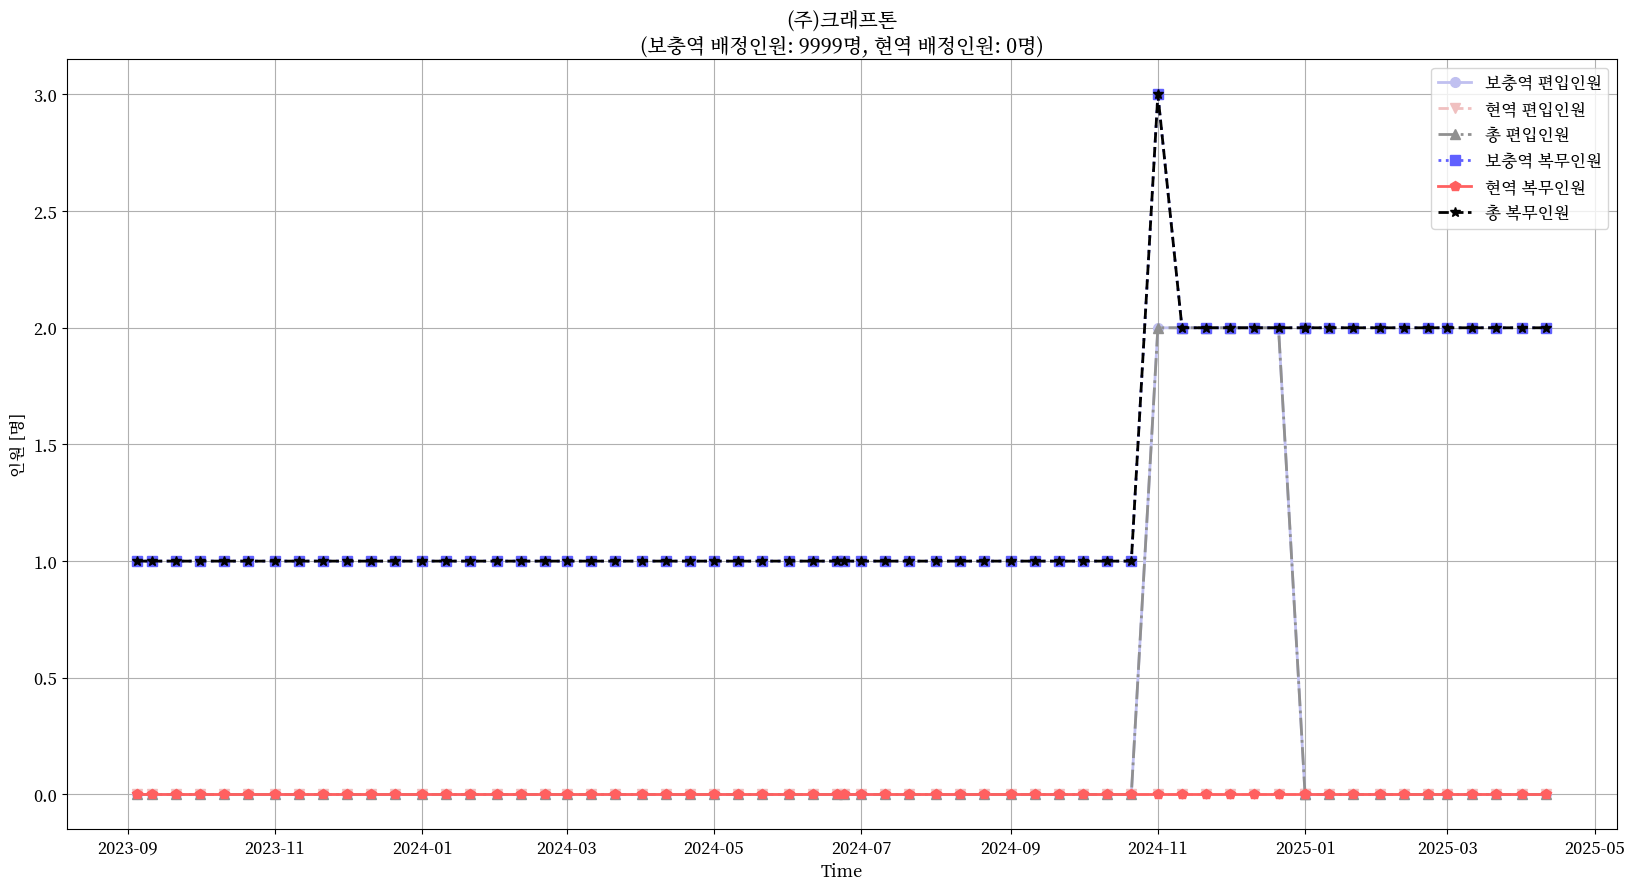 (주)크래프톤
(보충역 배정인원: 9999명, 현역 배정인원: 0명)
보충역 편입인원
현역 편입인원
총 편입인원
보충역 복무인원
현역 복무인원
총 복무인원
인원 [명]
3.0
2.5
2.0
1.5
1.0
0.5
0.0
2023-09 2023-11 2024-01 2024-03 2024-05 2024-07 2024-09 2024-11 2025-01 2025-03 2025-05
Time